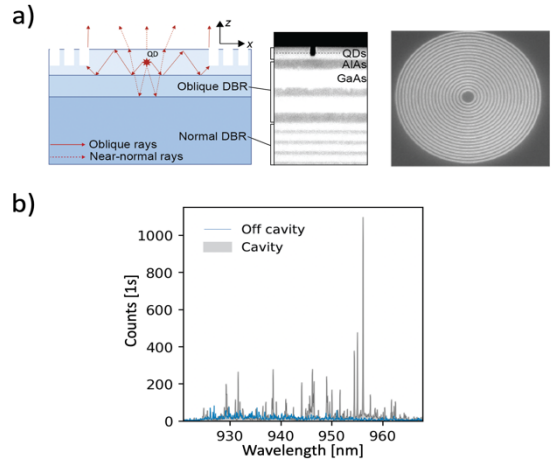 a)
z
x
QD
QDs
AlAs
GaAs
Oblique DBR
Normal DBR
Oblique rays
Near-normal rays
b)
Off cavity
Cavity
Counts [1s]
1000
800
600
400
200
0
930
940
950
960
Wavelength [nm]